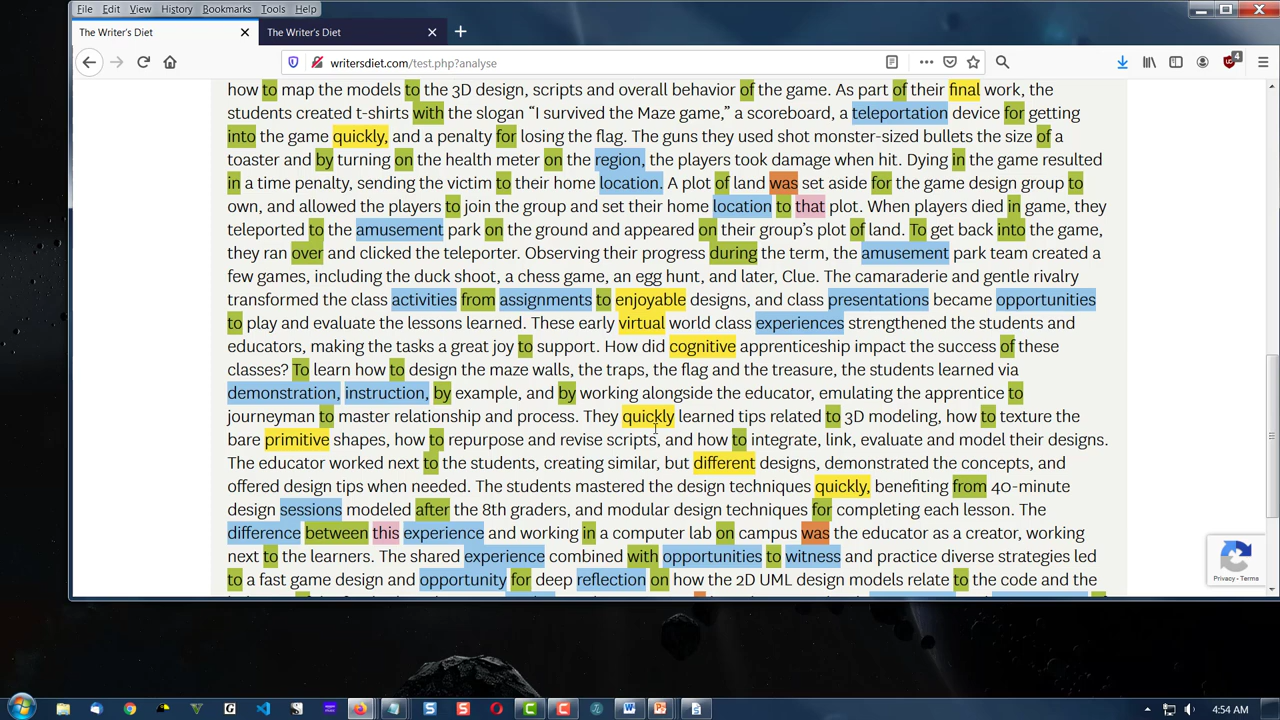 File Edit View History Bookmarks Tools Help
The Writer's Diet The Writer's Diet
writersdiet.com/test.php?analyse
4
how to map the models to the 3D design, scripts and overall behavior of the game. As part of their final work, the
students created t-shirts with the slogan “I survived the Maze game,” a scoreboard, a teleportation device for getting
into the game quickly, and a penalty for losing the flag. The guns they used shot monster-sized bullets the size of a
toaster and by turning on the health meter on the region, the players took damage when hit. Dying in the game resulted
in a time penalty, sending the victim to their home location. A plot of land was set aside for the game design group to
own, and allowed the players to join the group and set their home location to that plot. When players died in game, they
teleported to the amusement park on the ground and appeared on their group’s plot of land. To get back into the game,
they ran over and clicked the teleporter. Observing their progress during the term, the amusement park team created a
few games, including the duck shoot, a chess game, an egg hunt, and later, Clue. The camaraderie and gentle rivalry
transformed the class activities from assignments to enjoyable designs, and class presentations became opportunities
to play and evaluate the lessons learned. These early virtual world class experiences strengthened the students and
educators, making the tasks a great joy to support. How did cognitive apprenticeship impact the success of these
classes? To learn how to design the maze walls, the traps, the flag and the treasure, the students learned via
demonstration, instruction, by example, and by working alongside the educator, emulating the apprentice to
journeyman to master relationship and process. They quickly learned tips related to 3D modeling, how to texture the
bare primitive shapes, how to repurpose and revise scripts, and how to integrate, link, evaluate and model their designs.
The educator worked next to the students, creating similar, but different designs, demonstrated the concepts, and
offered design tips when needed. The students mastered the design techniques quickly, benefiting from 40-minute
design sessions modeled after the 8th graders, and modular design techniques for completing each lesson. The
difference between this experience and working in a computer lab on campus was the educator as a creator, working
next to the learners. The shared experience combined with opportunities to witness and practice diverse strategies led
to a fast game design and opportunity for deep reflection on how the 2D UML design models relate to the code and the
Privacy - Terms
4:54 AM